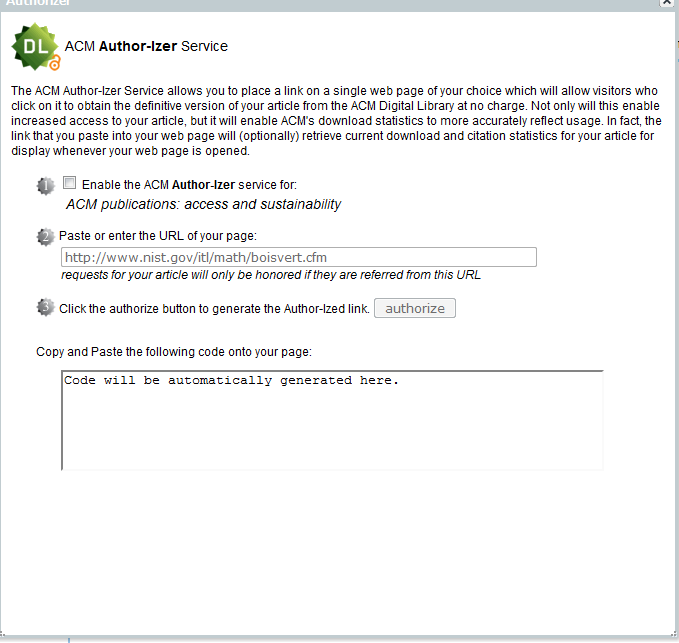 Authorizer
DL
ACM Author-Izer Service
The ACM Author-Izer Service allows you to place a link on a single web page of your choice which will allow visitors who
click on it to obtain the definitive version of your article from the ACM Digital Library at no charge. Not only will this enable
increased access to your article, but it will enable ACM's download statistics to more accurately reflect usage. In fact, the
link that you paste into your web page will (optionally) retrieve current download and citation statistics for your article for
display whenever your web page is opened.
1 Enable the ACM Author-Izer service for:
ACM publications: access and sustainability
2 Paste or enter the URL of your page:
http://www.nist.gov/itl/math/boisvert.cfm
requests for your article will only be honored if they are referred from this URL
3 Click the authorize button to generate the Author-Ized link. authorize
Copy and Paste the following code onto your page:
Code will be automatically generated here.